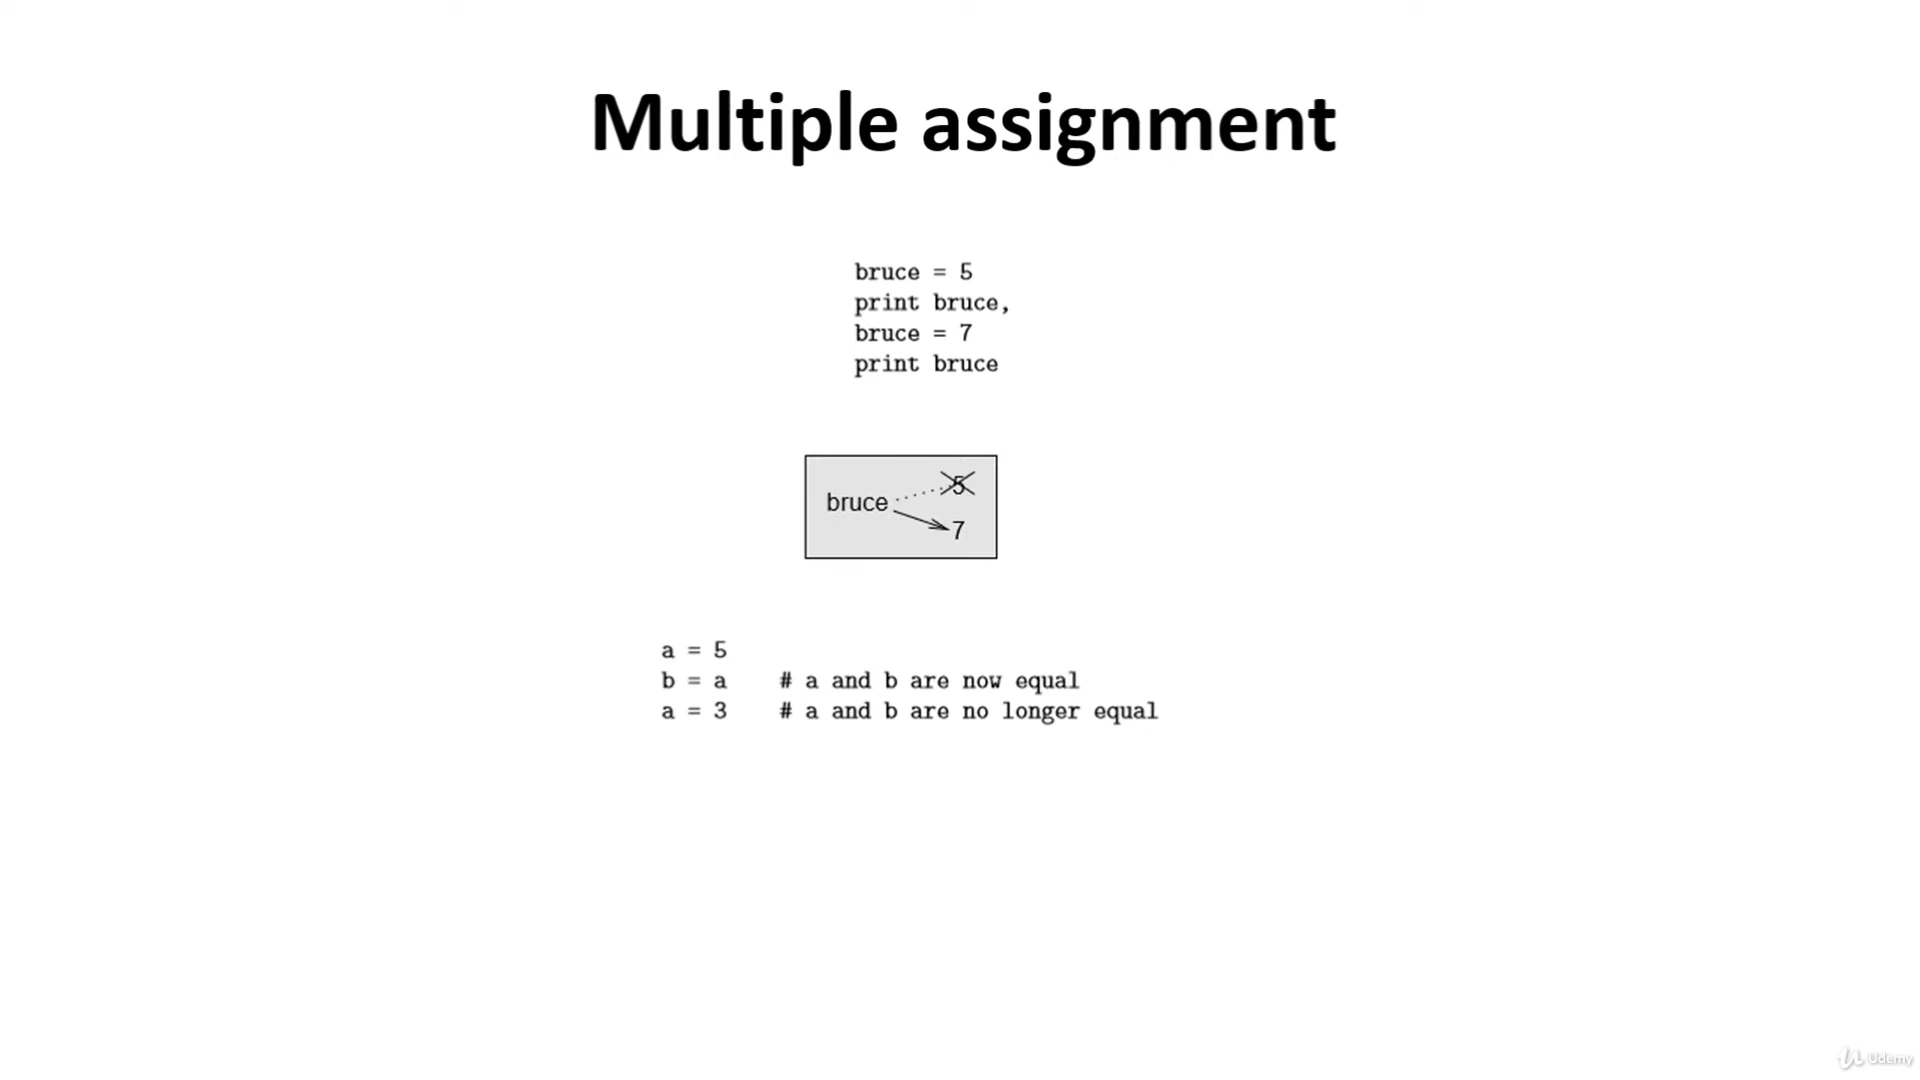 Multiple assignment
bruce = 5
print bruce,
bruce = 7
print bruce
5
bruce
7
a = 5
b = a    # a and b are now equal
a = 3    # a and b are no longer equal
Udemy